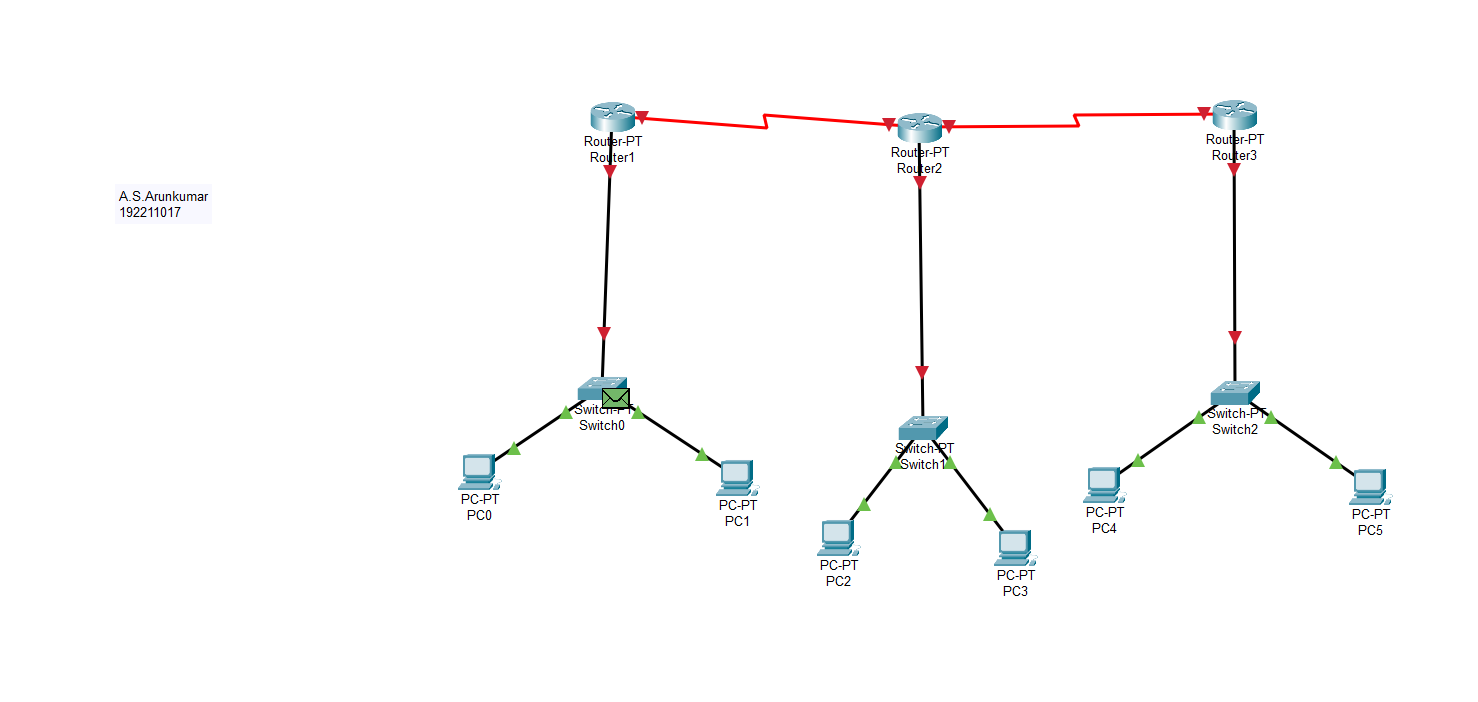 Router-PT
Router1
Router-PT
Router2
Router-PT
Router3
A.S.Arunkumar
192211017
Switch-PT
Switch0
Switch-PT
Switch1
Switch-PT
Switch2
PC-PT
PC0
PC-PT
PC1
PC-PT
PC2
PC-PT
PC3
PC-PT
PC4
PC-PT
PC5